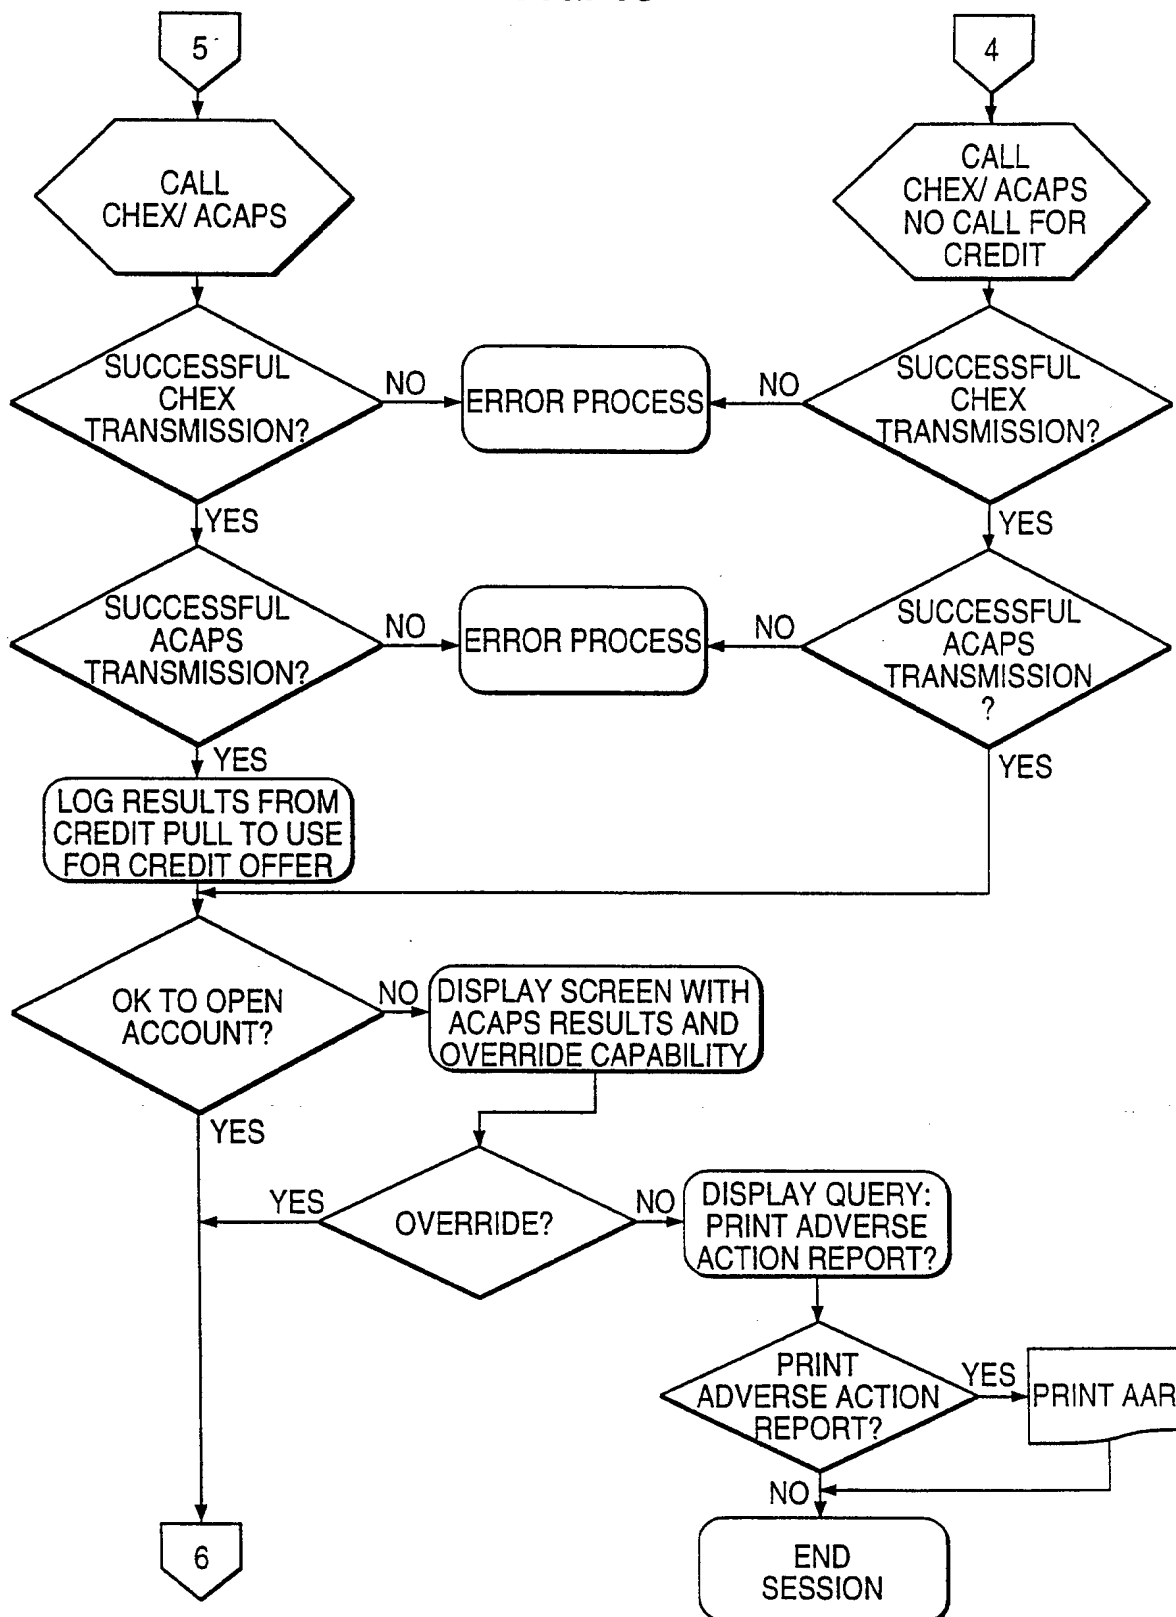 5
4
CALL
CHEX/ ACAPS
CALL
CHEX/ ACAPS
NO CALL FOR
CREDIT
SUCCESSFUL
CHEX
TRANSMISSION?
NO
ERROR PROCESS
NO
SUCCESSFUL
CHEX
TRANSMISSION?
YES
YES
SUCCESSFUL
ACAPS
TRANSMISSION?
NO
ERROR PROCESS
NO
SUCCESSFUL
ACAPS
TRANSMISSION
?
YES
YES
LOG RESULTS FROM
CREDIT PULL TO USE
FOR CREDIT OFFER
OK TO OPEN
ACCOUNT?
NO
DISPLAY SCREEN WITH
ACAPS RESULTS AND
OVERRIDE CAPABILITY
YES
YES
OVERRIDE?
NO
DISPLAY QUERY:
PRINT ADVERSE
ACTION REPORT?
PRINT
ADVERSE ACTION
REPORT?
YES
PRINT AAR
NO
6
END
SESSION